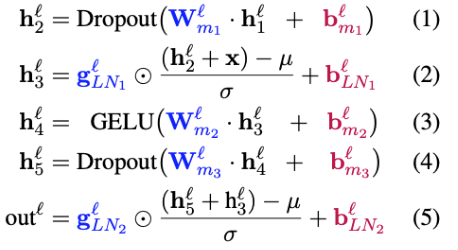 h₂^ℓ = Dropout(W_{m₁}^ℓ · h₁^ℓ + b_{m₁}^ℓ) (1)
h₃^ℓ = g_{LN₁}^ℓ ⊙ ((h₂^ℓ + x) − μ) / σ + b_{LN₁}^ℓ (2)
h₄^ℓ = GELU(W_{m₂}^ℓ · h₃^ℓ + b_{m₂}^ℓ) (3)
h₅^ℓ = Dropout(W_{m₃}^ℓ · h₄^ℓ + b_{m₃}^ℓ) (4)
out^ℓ = g_{LN₂}^ℓ ⊙ ((h₅^ℓ + h₃^ℓ) − μ) / σ + b_{LN₂}^ℓ (5)